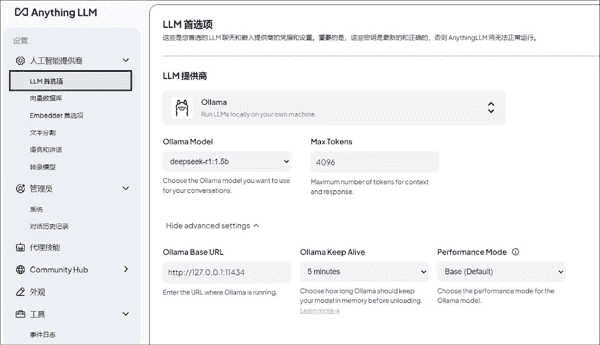 Anything LLM
设置
人工智能提供商
LLM 首选项
向量数据库
Embedder 首选项
文本分割
语音和讲话
转录模型
管理员
系统
对话历史记录
代理技能
Community Hub
外观
工具
事件日志
LLM 首选项
这些是您首选的 LLM 聊天和嵌入提供商的凭据和设置。重要的是，这些密钥是最新的和正确的，否则 AnythingLLM 将无法正常运行。
LLM 提供商
Ollama
Run LLMs locally on your own machine.
Ollama Model
Max Tokens
deepseek-r1:1.5b
4096
Choose the Ollama model you want to use
for your conversations.
Maximum number of tokens for context
and response.
Hide advanced settings
Ollama Base URL
Ollama Keep Alive
Performance Mode
http://127.0.0.1:11434
5 minutes
Base (Default)
Enter the URL where Ollama is running.
Choose how long Ollama should keep
your model in memory before unloading.
Learn more
Choose the performance mode for the
Ollama model.